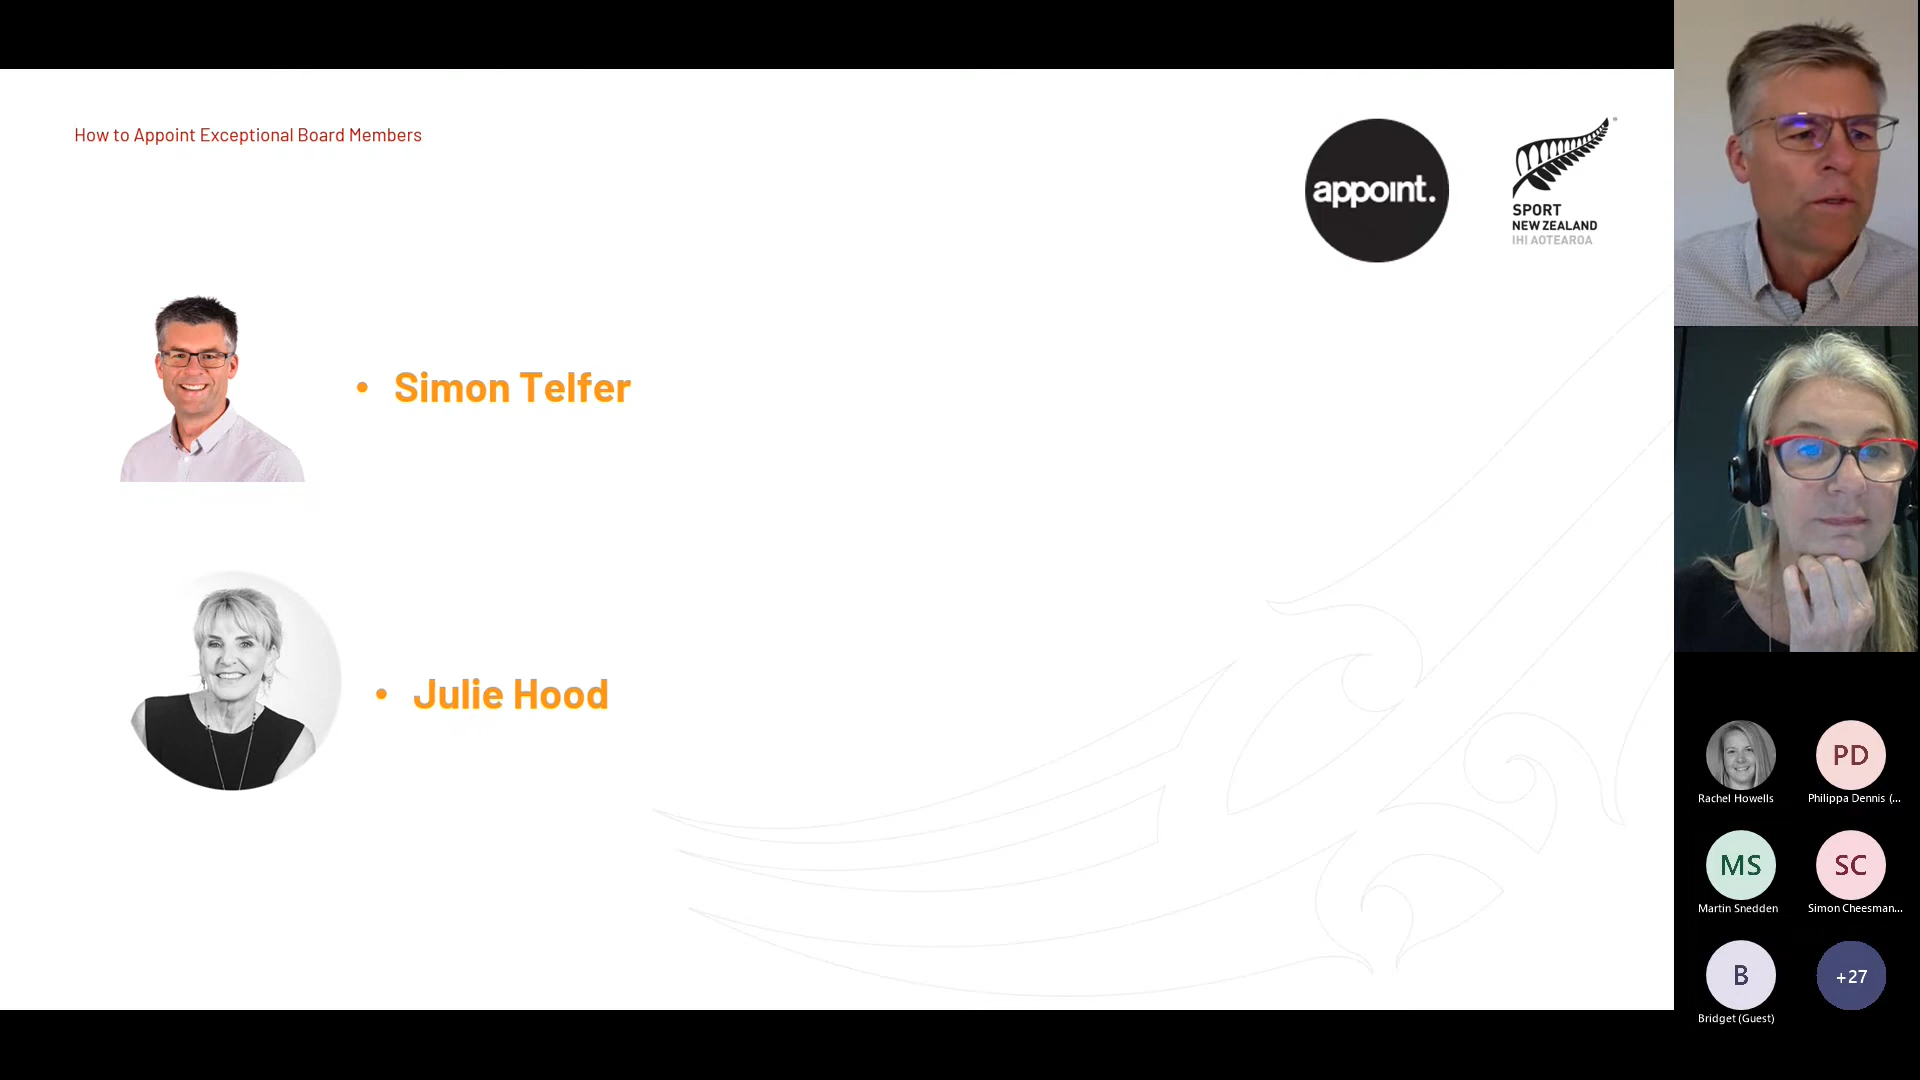 How to Appoint Exceptional Board Members
appoint.
SPORT
NEW ZEALAND
IHI AOTEAROA
• Simon Telfer
• Julie Hood
Rachel Howells
PD
Philippa Dennis (...
MS
Martin Snedden
SC
Simon Cheesman...
B
Bridget (Guest)
+27